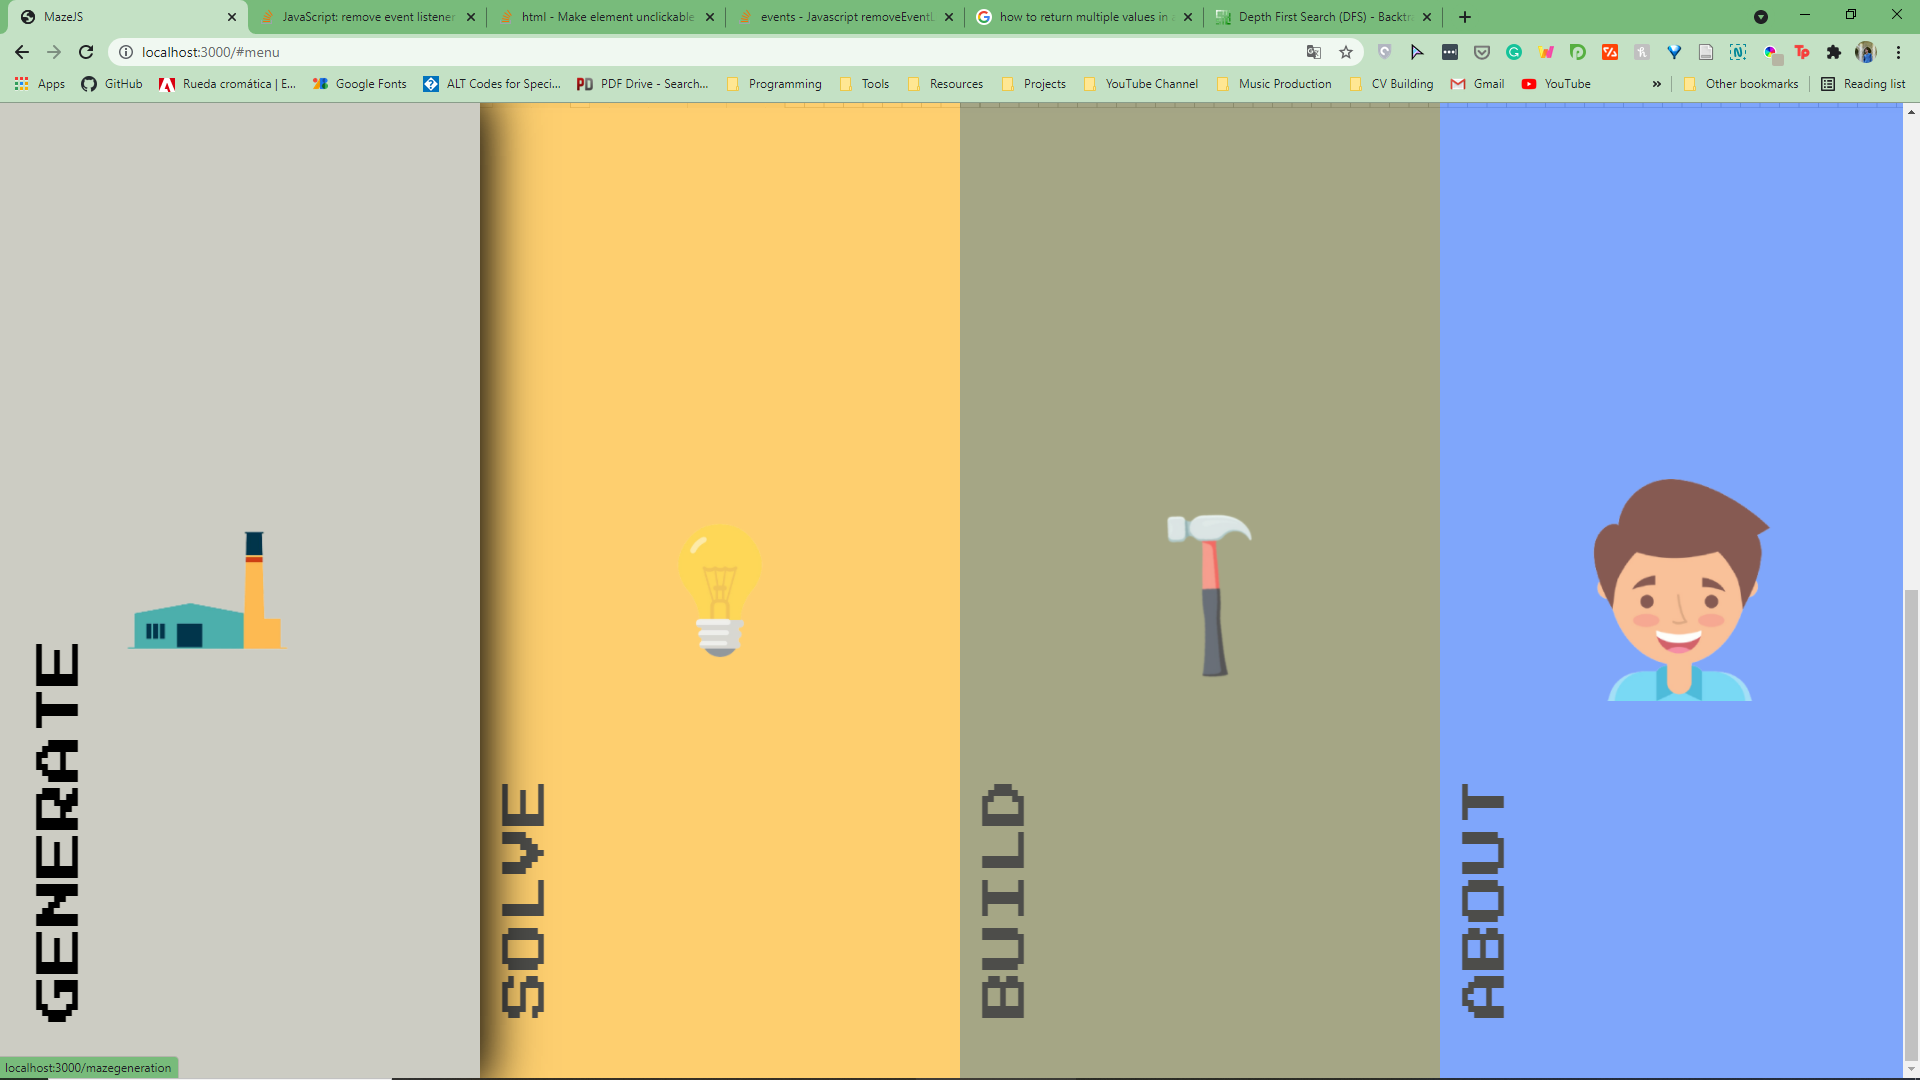 MazeJS
JavaScript: remove event listener
html - Make element unclickable
events - Javascript removeEventL
how to return multiple values in a
Depth First Search (DFS) - Backtra
localhost:3000/#menu
Apps
GitHub
Rueda cromática | E...
Google Fonts
ALT Codes for Speci...
PDF Drive - Search...
Programming
Tools
Resources
Projects
YouTube Channel
Music Production
CV Building
Gmail
YouTube
»
Other bookmarks
Reading list
GENERATE
SOLVE
BUILD
ABOUT
localhost:3000/mazegeneration